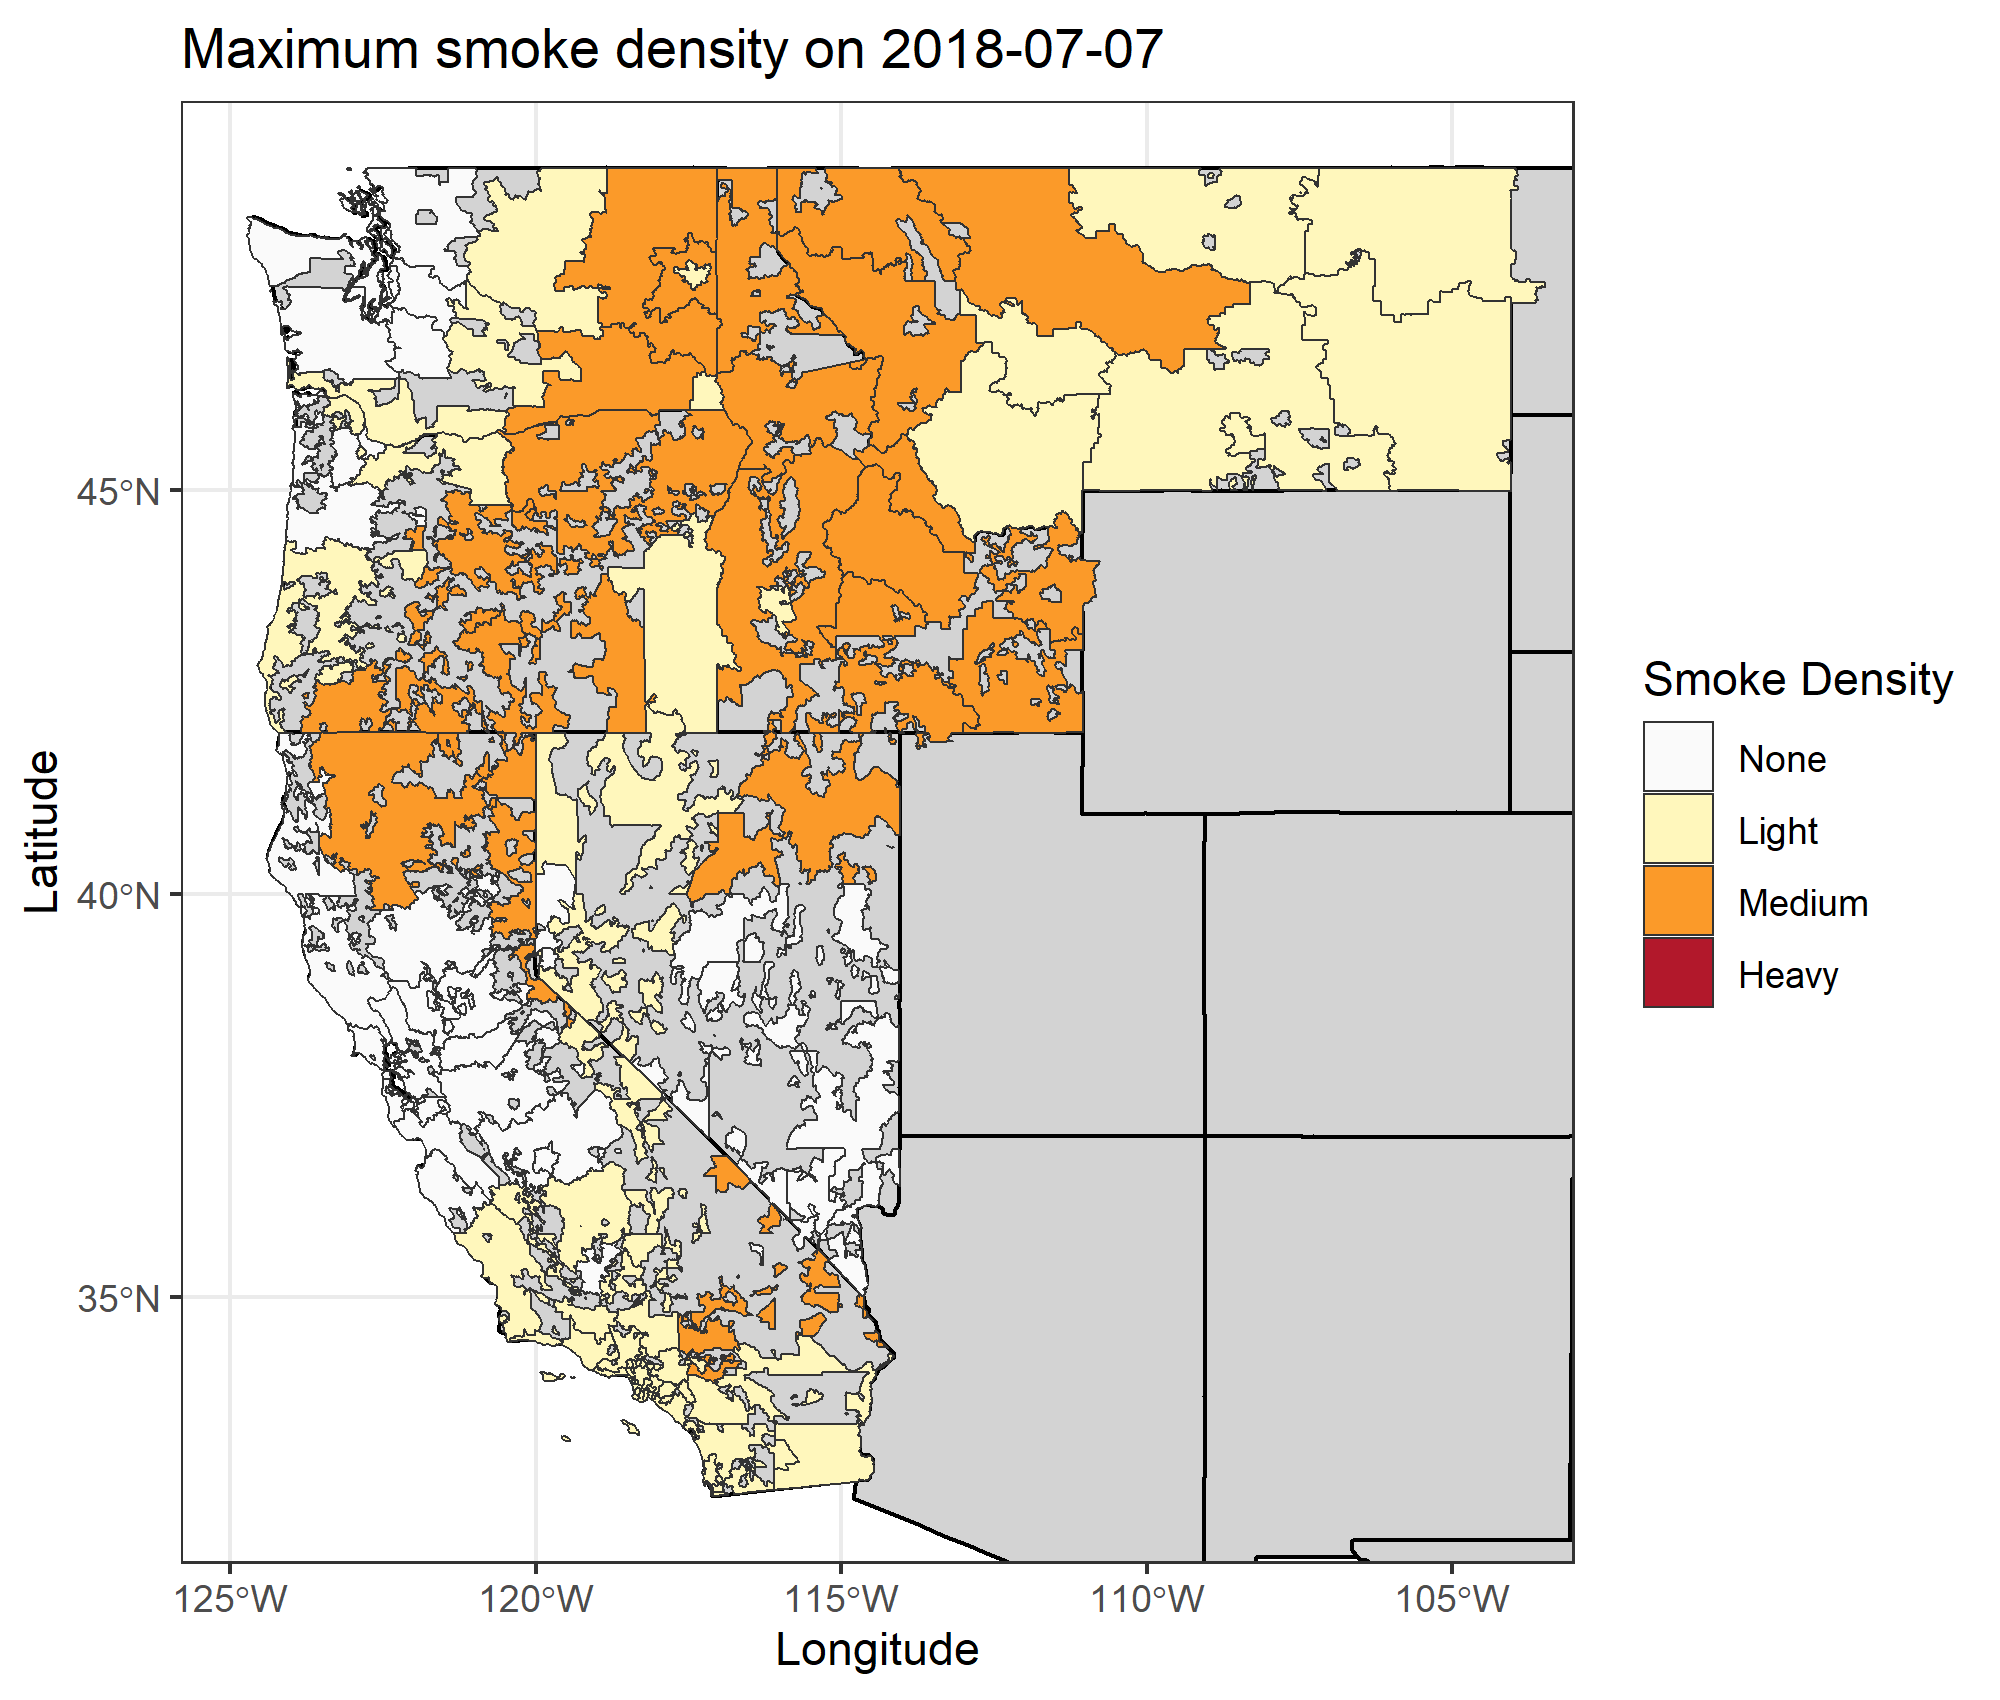 Maximum smoke density on 2018-07-07
45°N
40°N
35°N
Latitude
125°W
120°W
115°W
110°W
105°W
Longitude
Smoke Density
None
Light
Medium
Heavy